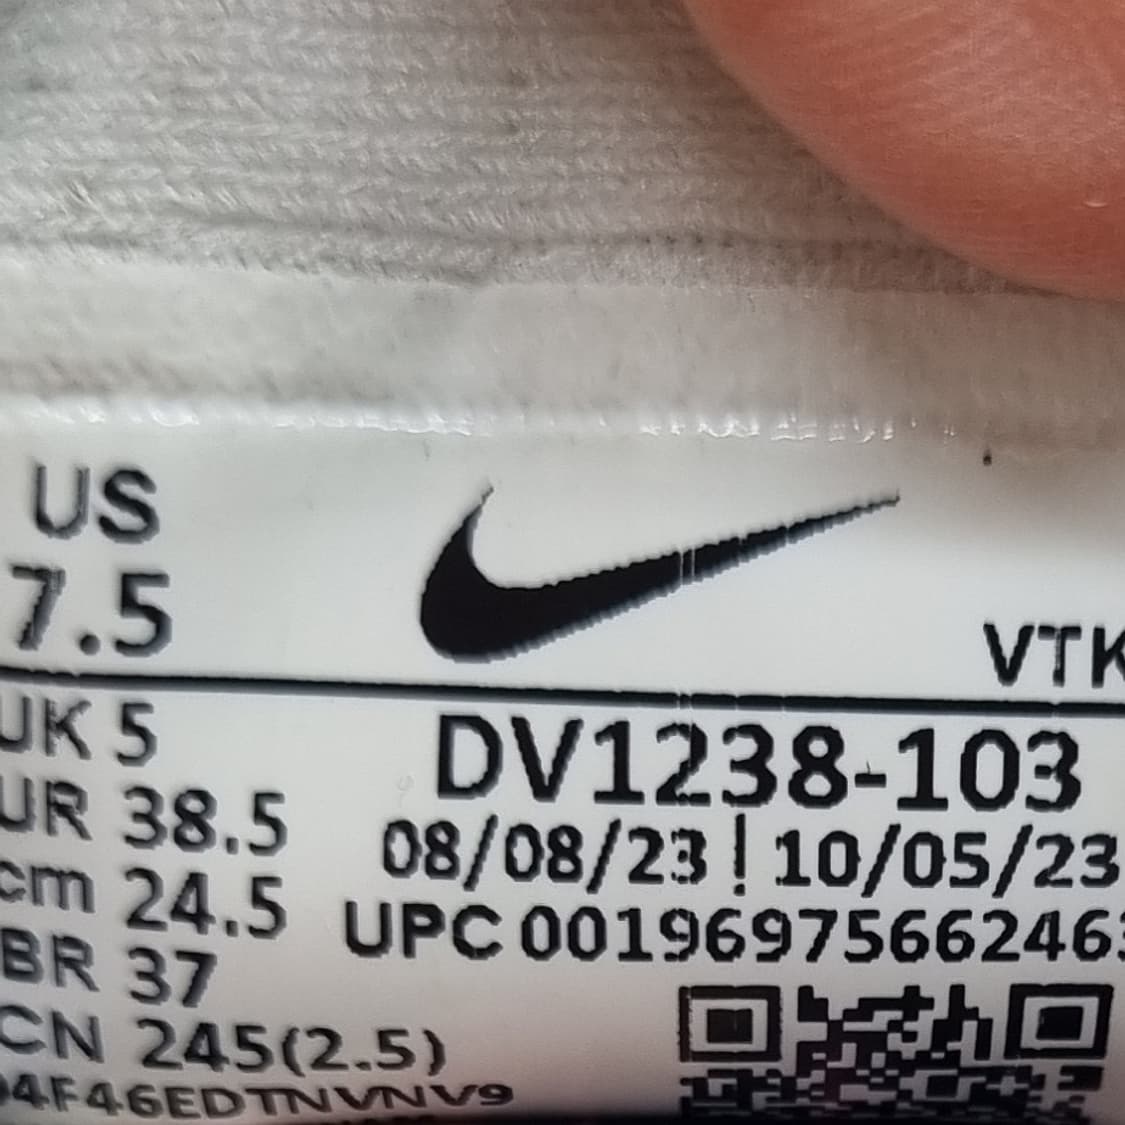 US
7.5
VTK
UK 5
DV1238-103
UR 38.5
08/08/23 | 10/05/23
cm 24.5
UPC 00196975662463
BR 37
CN 245(2.5)
4F46EDTNVNV9